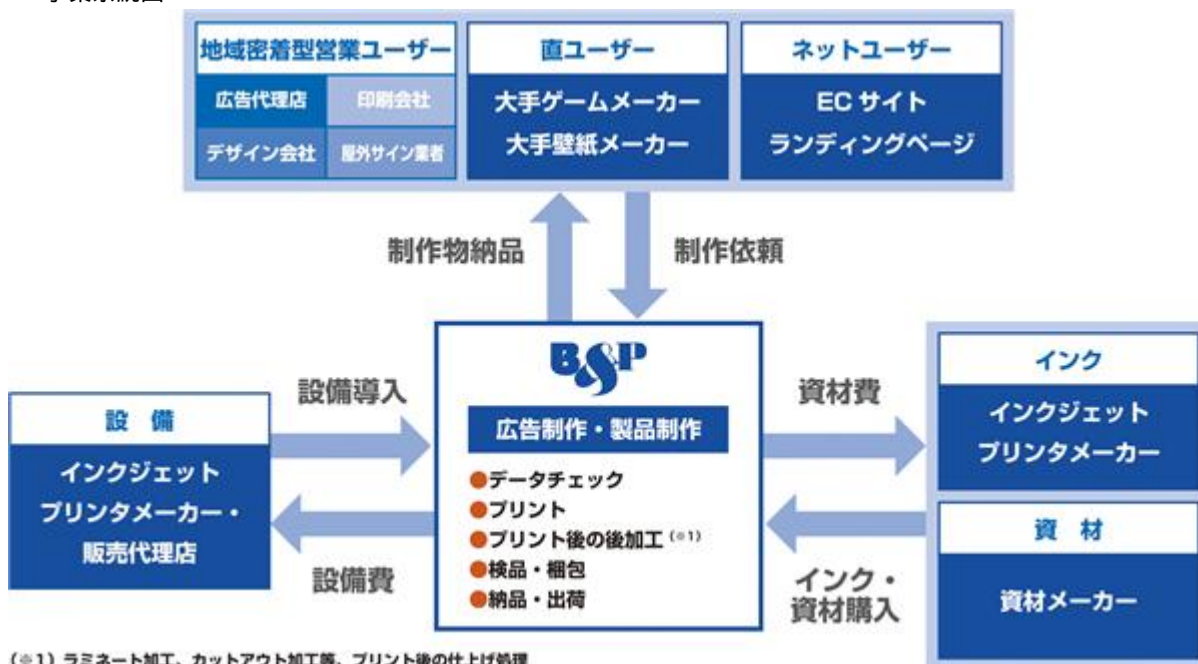 地域密着型営業ユーザー
広告代理店
印刷会社
デザイン会社
屋外サイン業者
直ユーザー
大手ゲームメーカー
大手壁紙メーカー
ネットユーザー
ECサイト
ランディングページ
制作物納品
制作依頼
設備導入
設備費
設 備
インクジェット
プリンタメーカー・
販売代理店
B&P
広告制作・製品制作
●データチェック
●プリント
●プリント後の後加工(※1)
●検品・梱包
●納品・出荷
資材費
インク・
資材購入
インク
インクジェット
プリンタメーカー
資 材
資材メーカー
(※1)ラミネート加工、カットアウト加工等、プリント後の仕上げ処理